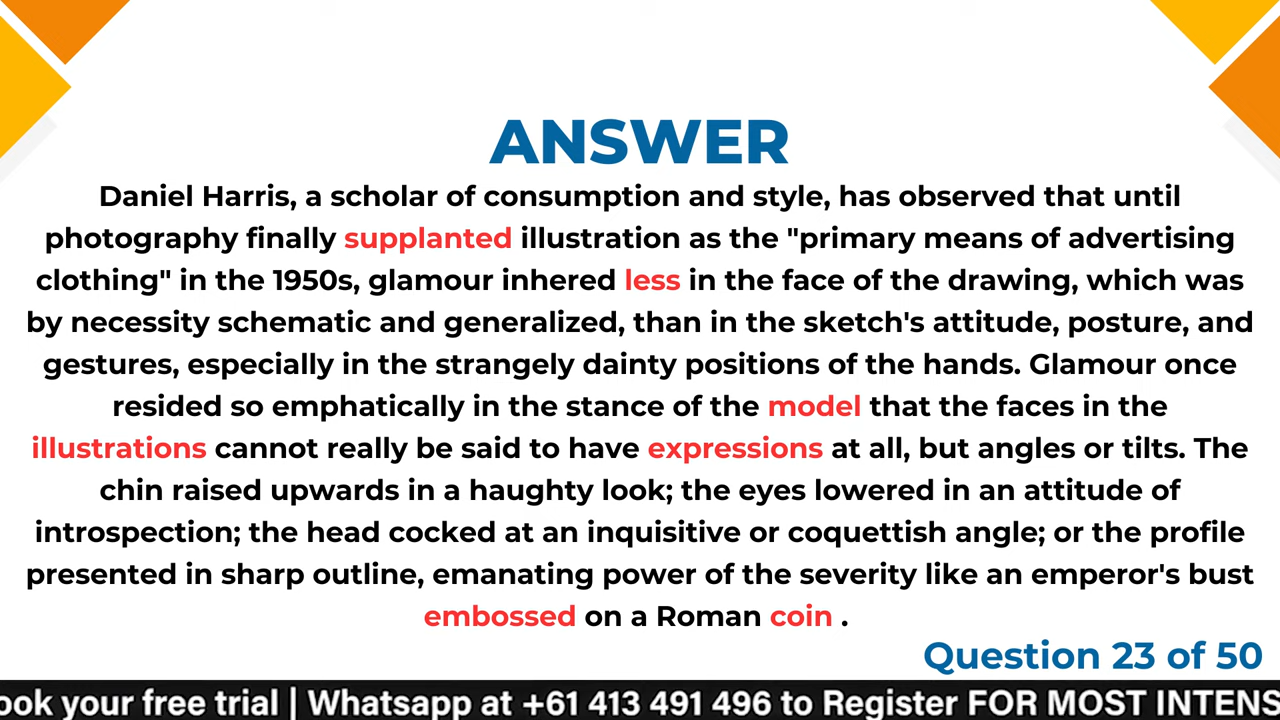 ANSWER
Daniel Harris, a scholar of consumption and style, has observed that until
photography finally supplanted illustration as the "primary means of advertising
clothing" in the 1950s, glamour inhered less in the face of the drawing, which was
by necessity schematic and generalized, than in the sketch's attitude, posture, and
gestures, especially in the strangely dainty positions of the hands. Glamour once
resided so emphatically in the stance of the model that the faces in the
illustrations cannot really be said to have expressions at all, but angles or tilts. The
chin raised upwards in a haughty look; the eyes lowered in an attitude of
introspection; the head cocked at an inquisitive or coquettish angle; or the profile
presented in sharp outline, emanating power of the severity like an emperor's bust
embossed on a Roman coin .
Question 23 of 50
ook your free trial | Whatsapp at +61 413 491 496 to Register FOR MOST INTENS